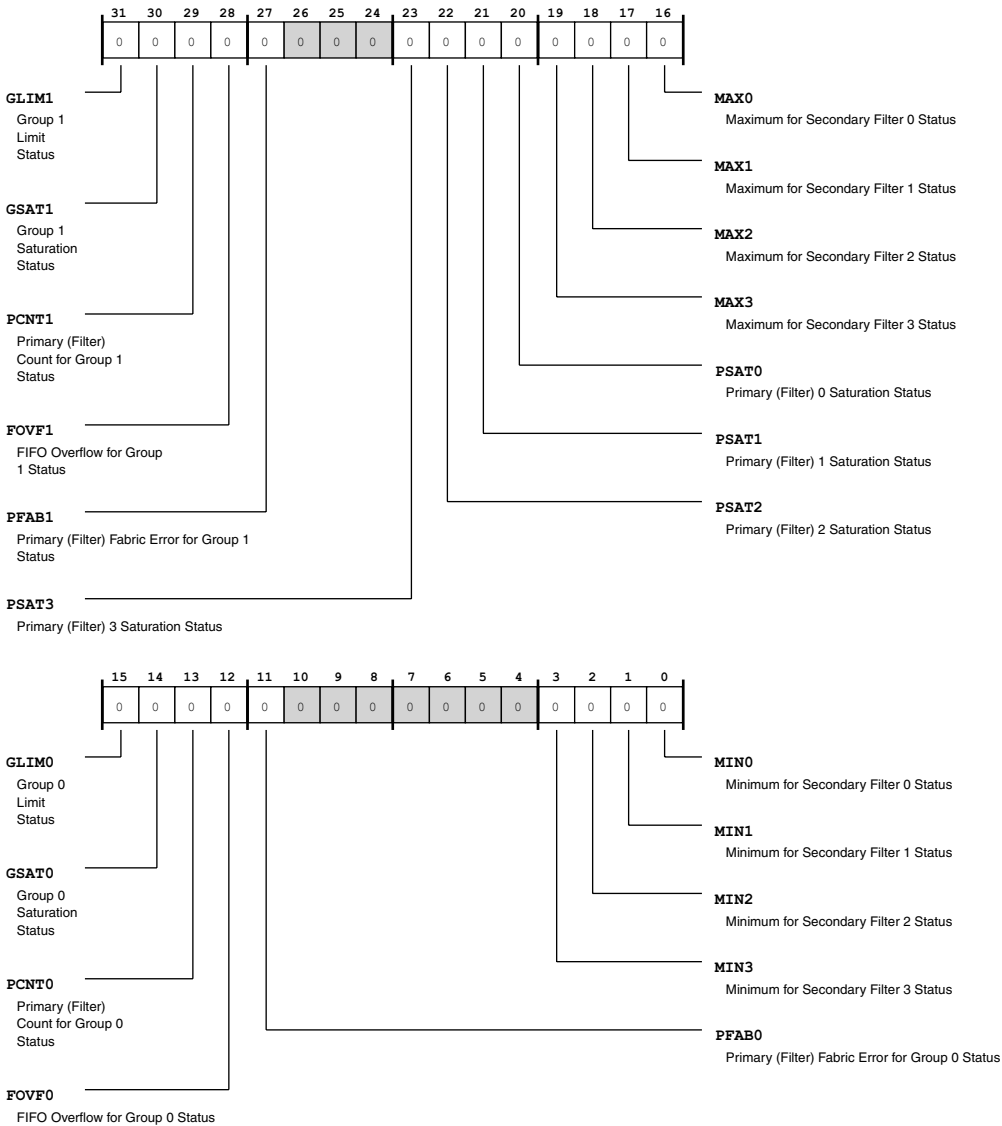 31 30 29 28 27 26 25 24 23 22 21 20 19 18 17 16
0 0 0 0 0 0 0 0 0 0 0 0 0 0 0 0
GLIM1
Group 1
Limit
Status
GSAT1
Group 1
Saturation
Status
PCNT1
Primary (Filter)
Count for Group 1
Status
FOVF1
FIFO Overflow for Group
1 Status
PFAB1
Primary (Filter) Fabric Error for Group 1
Status
PSAT3
Primary (Filter) 3 Saturation Status
MAX0
Maximum for Secondary Filter 0 Status
MAX1
Maximum for Secondary Filter 1 Status
MAX2
Maximum for Secondary Filter 2 Status
MAX3
Maximum for Secondary Filter 3 Status
PSAT0
Primary (Filter) 0 Saturation Status
PSAT1
Primary (Filter) 1 Saturation Status
PSAT2
Primary (Filter) 2 Saturation Status
15 14 13 12 11 10 9 8 7 6 5 4 3 2 1 0
0 0 0 0 0 0 0 0 0 0 0 0 0 0 0 0
GLIM0
Group 0
Limit
Status
GSAT0
Group 0
Saturation
Status
PCNT0
Primary (Filter)
Count for Group 0
Status
FOVF0
FIFO Overflow for Group 0 Status
MIN0
Minimum for Secondary Filter 0 Status
MIN1
Minimum for Secondary Filter 1 Status
MIN2
Minimum for Secondary Filter 2 Status
MIN3
Minimum for Secondary Filter 3 Status
PFAB0
Primary (Filter) Fabric Error for Group 0 Status